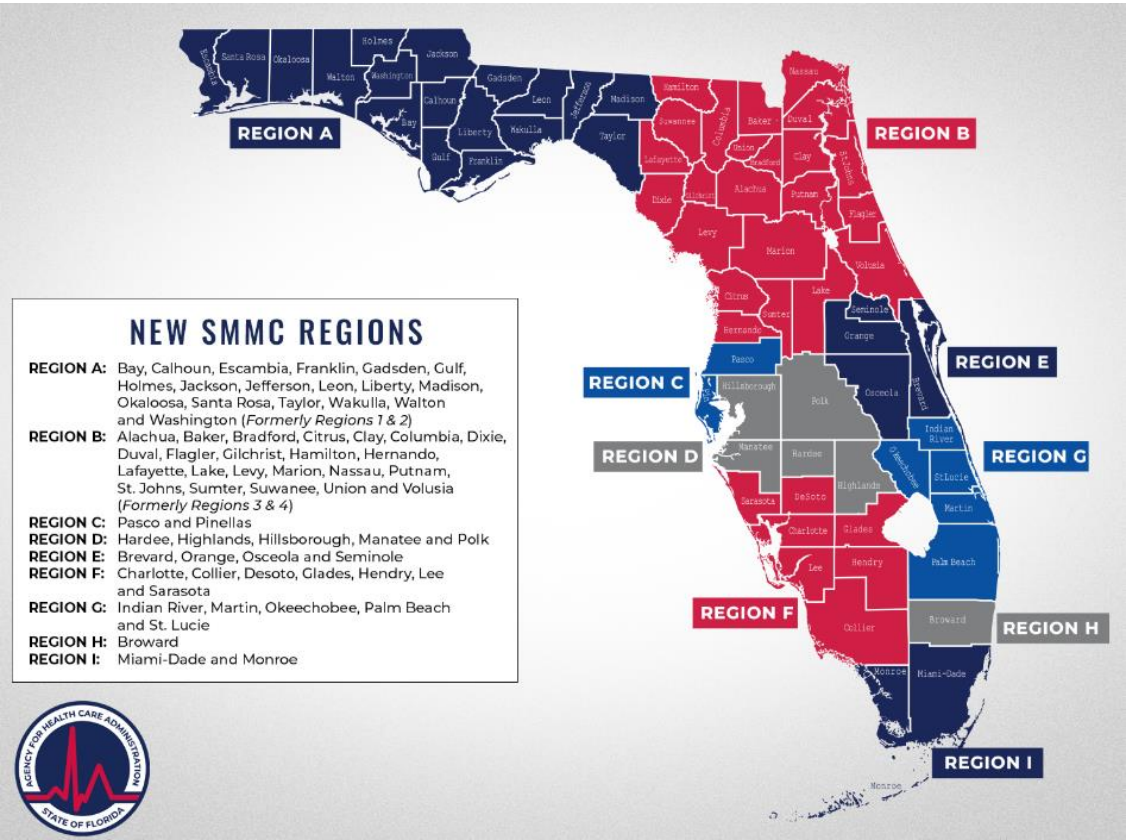 Holmes
Jackson
Escambia
Santa Rosa
Okaloosa
Walton
Washington
Gadsden
Calhoun
Leon
Jefferson
Madison
Bay
Liberty
Wakulla
Taylor
Gulf
Franklin
REGION A
Nassau
Hamilton
Suwannee
Columbia
Baker
Duval
REGION B
Union
Bradford
Clay
St Johns
Lafayette
Dixie
Gilchrist
Alachua
Putnam
Flagler
Levy
Marion
Volusia
Citrus
Sumter
Lake
Hernando
Seminole
Orange
Pasco
REGION E
REGION C
Hillsborough
Polk
Osceola
Brevard
Indian
River
REGION D
Manatee
Hardee
Highlands
Okeechobee
StLucie
REGION G
Sarasota
DeSoto
Martin
Charlotte
Glades
Lee
Hendry
Palm Beach
REGION F
Collier
Broward
REGION H
Monroe
Miami-Dade
REGION I
Monroe
NEW SMMC REGIONS
REGION A: Bay, Calhoun, Escambia, Franklin, Gadsden, Gulf,
Holmes, Jackson, Jefferson, Leon, Liberty, Madison,
Okaloosa, Santa Rosa, Taylor, Wakulla, Walton
and Washington (Formerly Regions 1 & 2)
REGION B: Alachua, Baker, Bradford, Citrus, Clay, Columbia, Dixie,
Duval, Flagler, Gilchrist, Hamilton, Hernando,
Lafayette, Lake, Levy, Marion, Nassau, Putnam,
St. Johns, Sumter, Suwanee, Union and Volusia
(Formerly Regions 3 & 4)
REGION C: Pasco and Pinellas
REGION D: Hardee, Highlands, Hillsborough, Manatee and Polk
REGION E: Brevard, Orange, Osceola and Seminole
REGION F: Charlotte, Collier, Desoto, Glades, Hendry, Lee
and Sarasota
REGION G: Indian River, Martin, Okeechobee, Palm Beach
and St. Lucie
REGION H: Broward
REGION I: Miami-Dade and Monroe
AGENCY FOR HEALTH CARE ADMINISTRATION
STATE OF FLORIDA